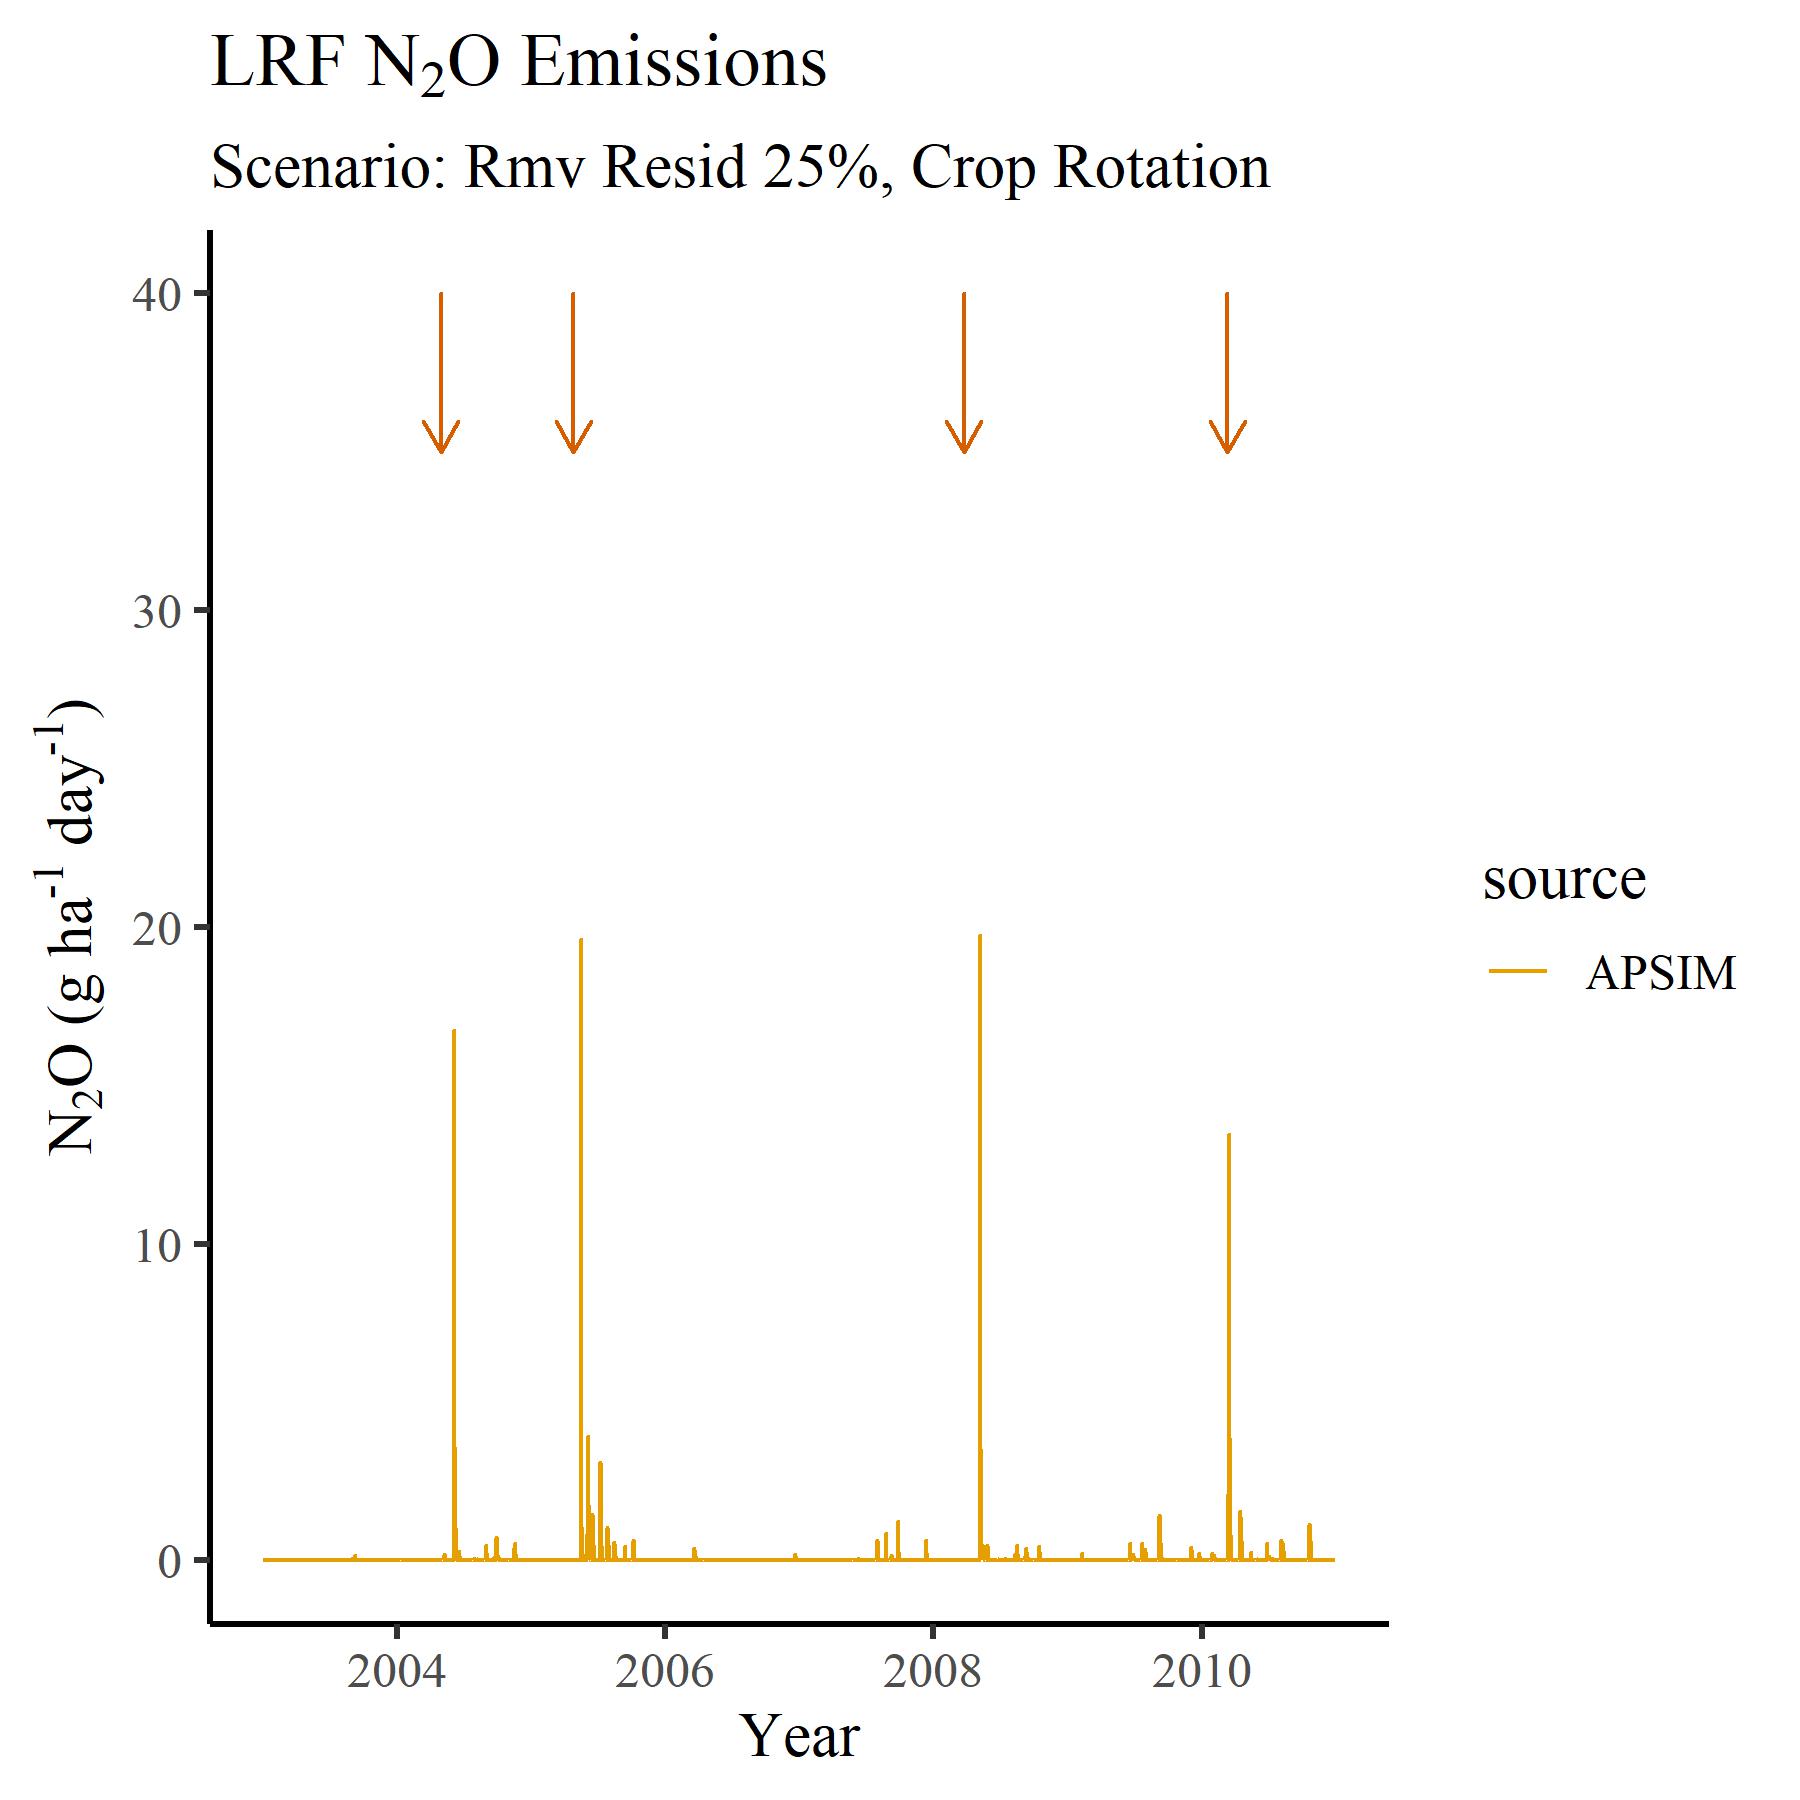 LRF N₂O Emissions
Scenario: Rmv Resid 25%, Crop Rotation
N₂O (g ha⁻¹ day⁻¹)
40
30
20
10
0
2004 2006 2008 2010
Year
source
APSIM